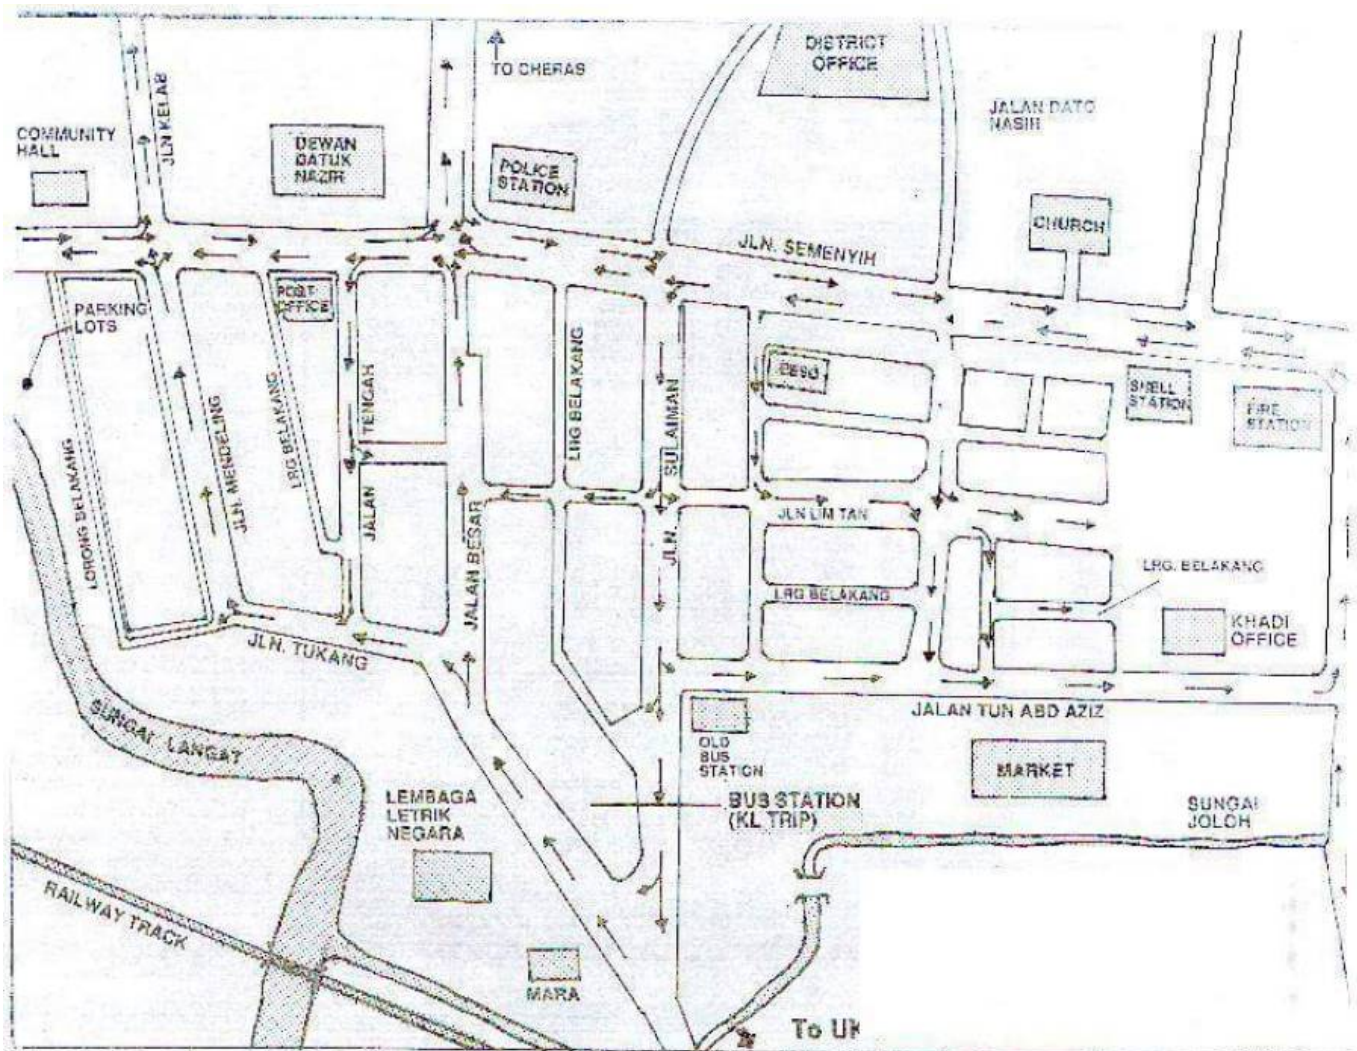 DISTRICT
OFFICE
TO CHERAS
JLN KELAB
JALAN DATO
NASIH
COMMUNITY
HALL
DEWAN
DATUK
NAZIR
POLICE
STATION
CHURCH
JLN. SEMENYIH
POST
OFFICE
PARKING
LOTS
SHELL
STATION
FIRE
STATION
LORONG BELAKANG
JLN. MENDELING
LRG BELAKANG
TENGAH
JALAN
LRG BELAKANG
SULAIMAN
JLN.
JALAN BESAR
JLN LIM TAN
LRG BELAKANG
LRG. BELAKANG
KHADI
OFFICE
JLN. TUKANG
JALAN TUN ABD AZIZ
SUNGAI LANGAT
OLD
BUS
STATION
MARKET
LEMBAGA
LETRIK
NEGARA
BUS STATION
(KL TRIP)
SUNGAI
JOLOH
RAILWAY TRACK
MARA
To UK